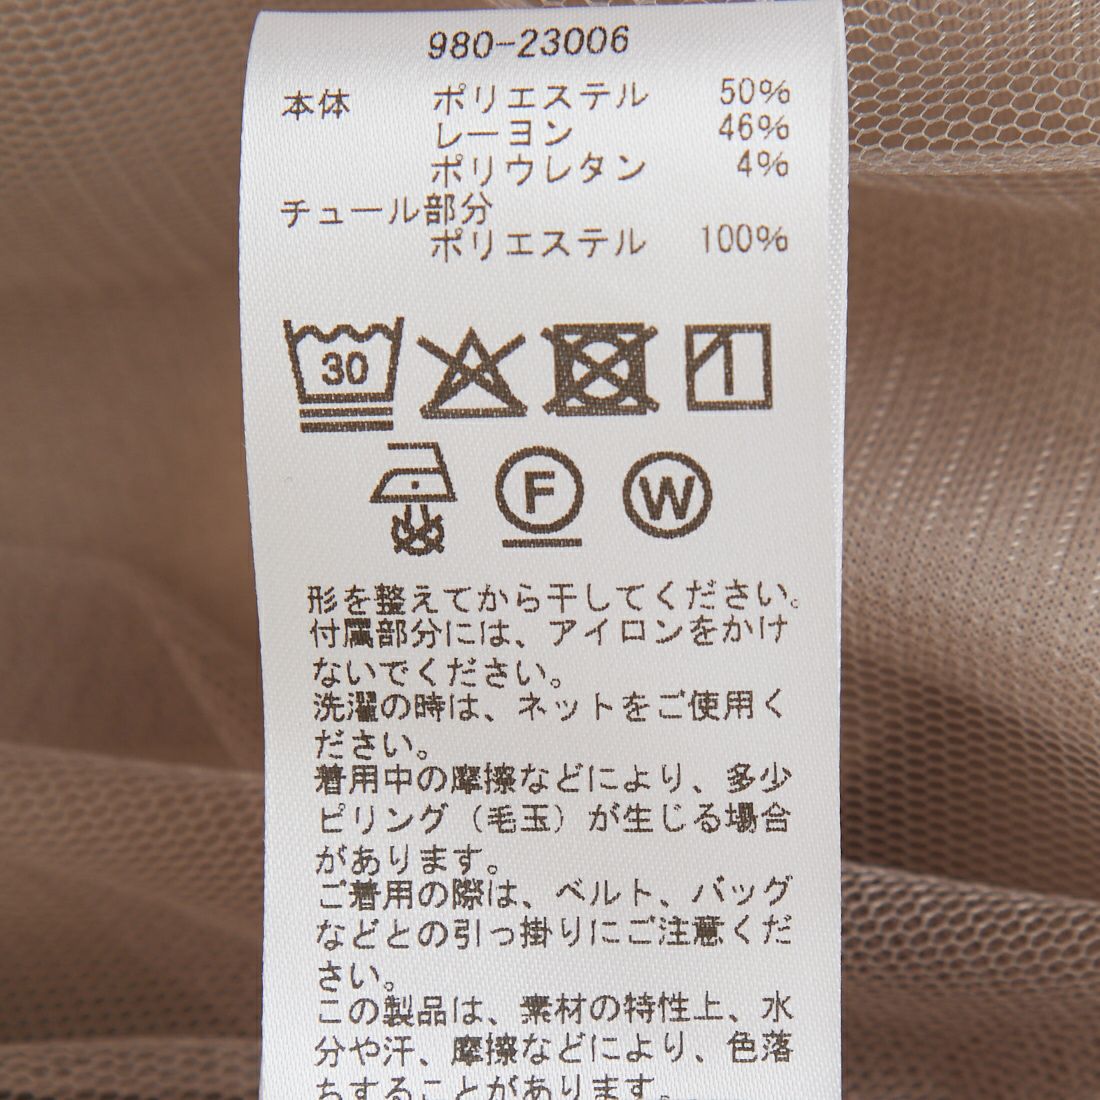 980-23006
本体 ポリエステル 50%
レーヨン 46%
ポリウレタン 4%
チュール部分
ポリエステル 100%
30
F W
形を整えてから干してください。
付属部分には、アイロンをかけ
ないでください。
洗濯の時は、ネットをご使用く
ださい。
着用中の摩擦などにより、多少
ピリング（毛玉）が生じる場合
があります。
ご着用の際は、ベルト、バッグ
などとの引っ掛りにご注意くだ
さい。
この製品は、素材の特性上、水
分や汗、摩擦などにより、色落
ちすることがあります。